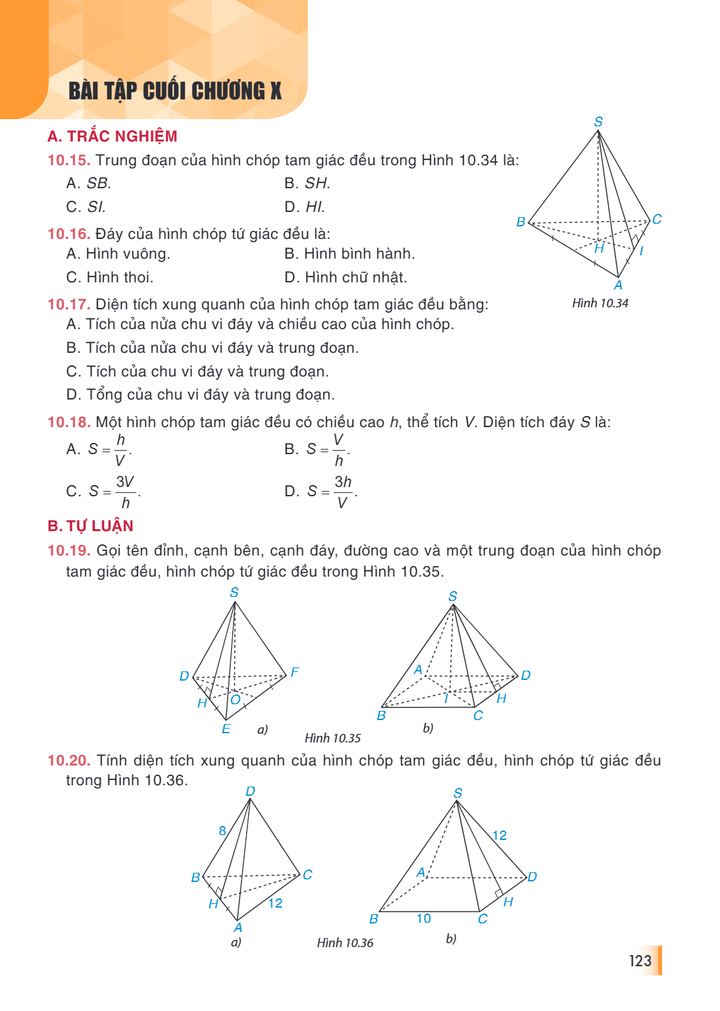 BÀI TẬP CUỐI CHƯƠNG X
A. TRẮC NGHIỆM
10.15. Trung đoạn của hình chóp tam giác đều trong Hình 10.34 là:
A. SB. B. SH.
C. SI. D. HI.
S
B
C
H
I
A
Hình 10.34
10.16. Đáy của hình chóp tứ giác đều là:
A. Hình vuông. B. Hình bình hành.
C. Hình thoi. D. Hình chữ nhật.
10.17. Diện tích xung quanh của hình chóp tam giác đều bằng:
A. Tích của nửa chu vi đáy và chiều cao của hình chóp.
B. Tích của nửa chu vi đáy và trung đoạn.
C. Tích của chu vi đáy và trung đoạn.
D. Tổng của chu vi đáy và trung đoạn.
10.18. Một hình chóp tam giác đều có chiều cao h, thể tích V. Diện tích đáy S là:
A. S = h/V. B. S = V/h.
C. S = 3V/h. D. S = 3h/V.
B. TỰ LUẬN
10.19. Gọi tên đỉnh, cạnh bên, cạnh đáy, đường cao và một trung đoạn của hình chóp
tam giác đều, hình chóp tứ giác đều trong Hình 10.35.
S
D
F
H
O
E
a)
S
A
D
I
H
B
C
b)
Hình 10.35
10.20. Tính diện tích xung quanh của hình chóp tam giác đều, hình chóp tứ giác đều
trong Hình 10.36.
D
8
B
C
H
12
A
a)
S
12
A
D
H
B
10
C
b)
Hình 10.36
123